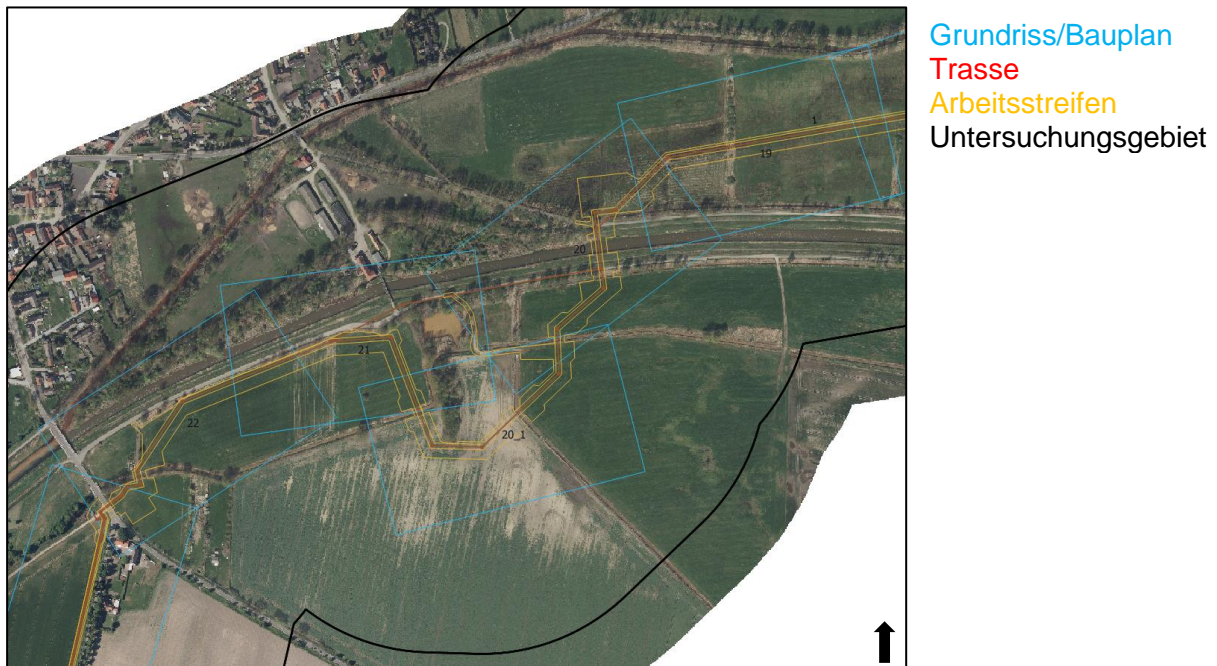 Grundriss/Bauplan
Trasse
Arbeitsstreifen
Untersuchungsgebiet
1
19
20
21
22
20_1